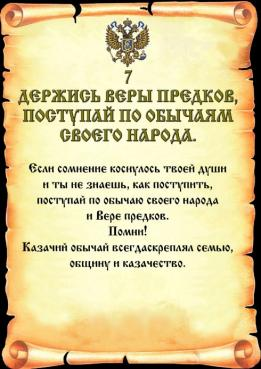 7
ДЕРЖИСЬ ВЕРЫ ПРЕДКОВ,
ПОСТУПАЙ ПО ОБЫЧАЯМ
СВОЕГО НАРОДА.
Если сомнение коснулось твоей души
и ты не знаешь, как поступить,
поступай по обычаю своего народа
и Вере предков.
Помни!
Казачий обычай всегдаскреплял семью,
общину и казачество.